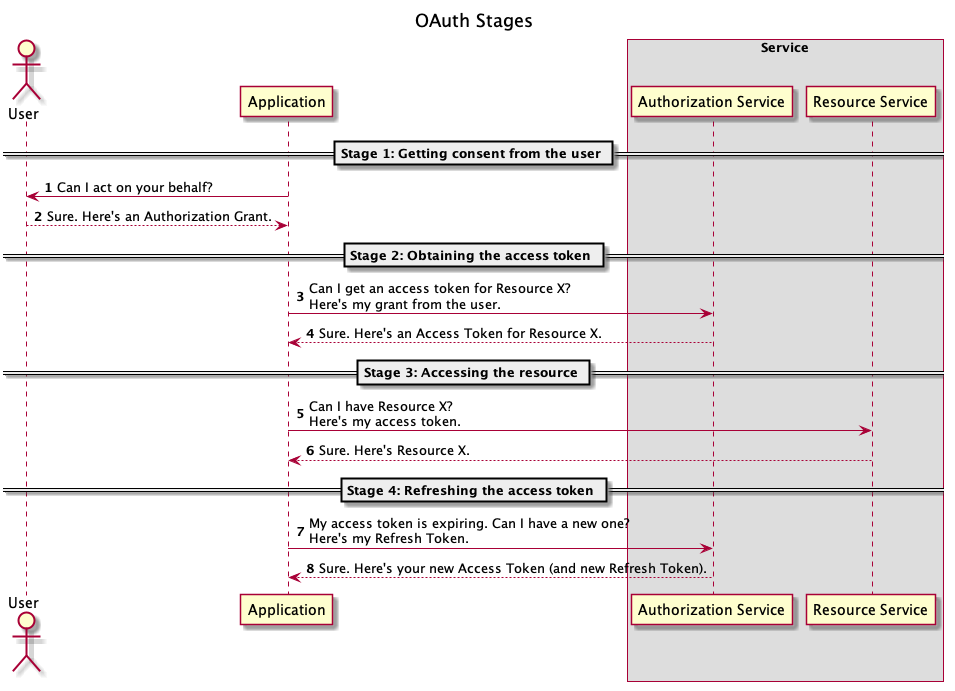 OAuth Stages
Service
User
Application
Authorization Service
Resource Service
Stage 1: Getting consent from the user
1 Can I act on your behalf?
2 Sure. Here's an Authorization Grant.
Stage 2: Obtaining the access token
3 Can I get an access token for Resource X?
Here's my grant from the user.
4 Sure. Here's an Access Token for Resource X.
Stage 3: Accessing the resource
5 Can I have Resource X?
Here's my access token.
6 Sure. Here's Resource X.
Stage 4: Refreshing the access token
7 My access token is expiring. Can I have a new one?
Here's my Refresh Token.
8 Sure. Here's your new Access Token (and new Refresh Token).
User
Application
Authorization Service
Resource Service